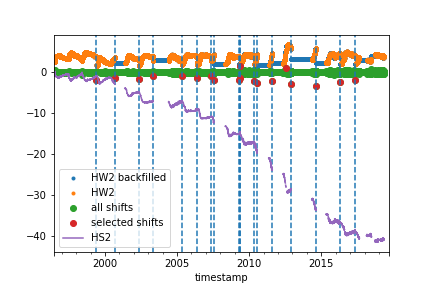 0
−10
−20
−30
−40
2000
2005
2010
2015
timestamp
HW2 backfilled
HW2
all shifts
selected shifts
HS2